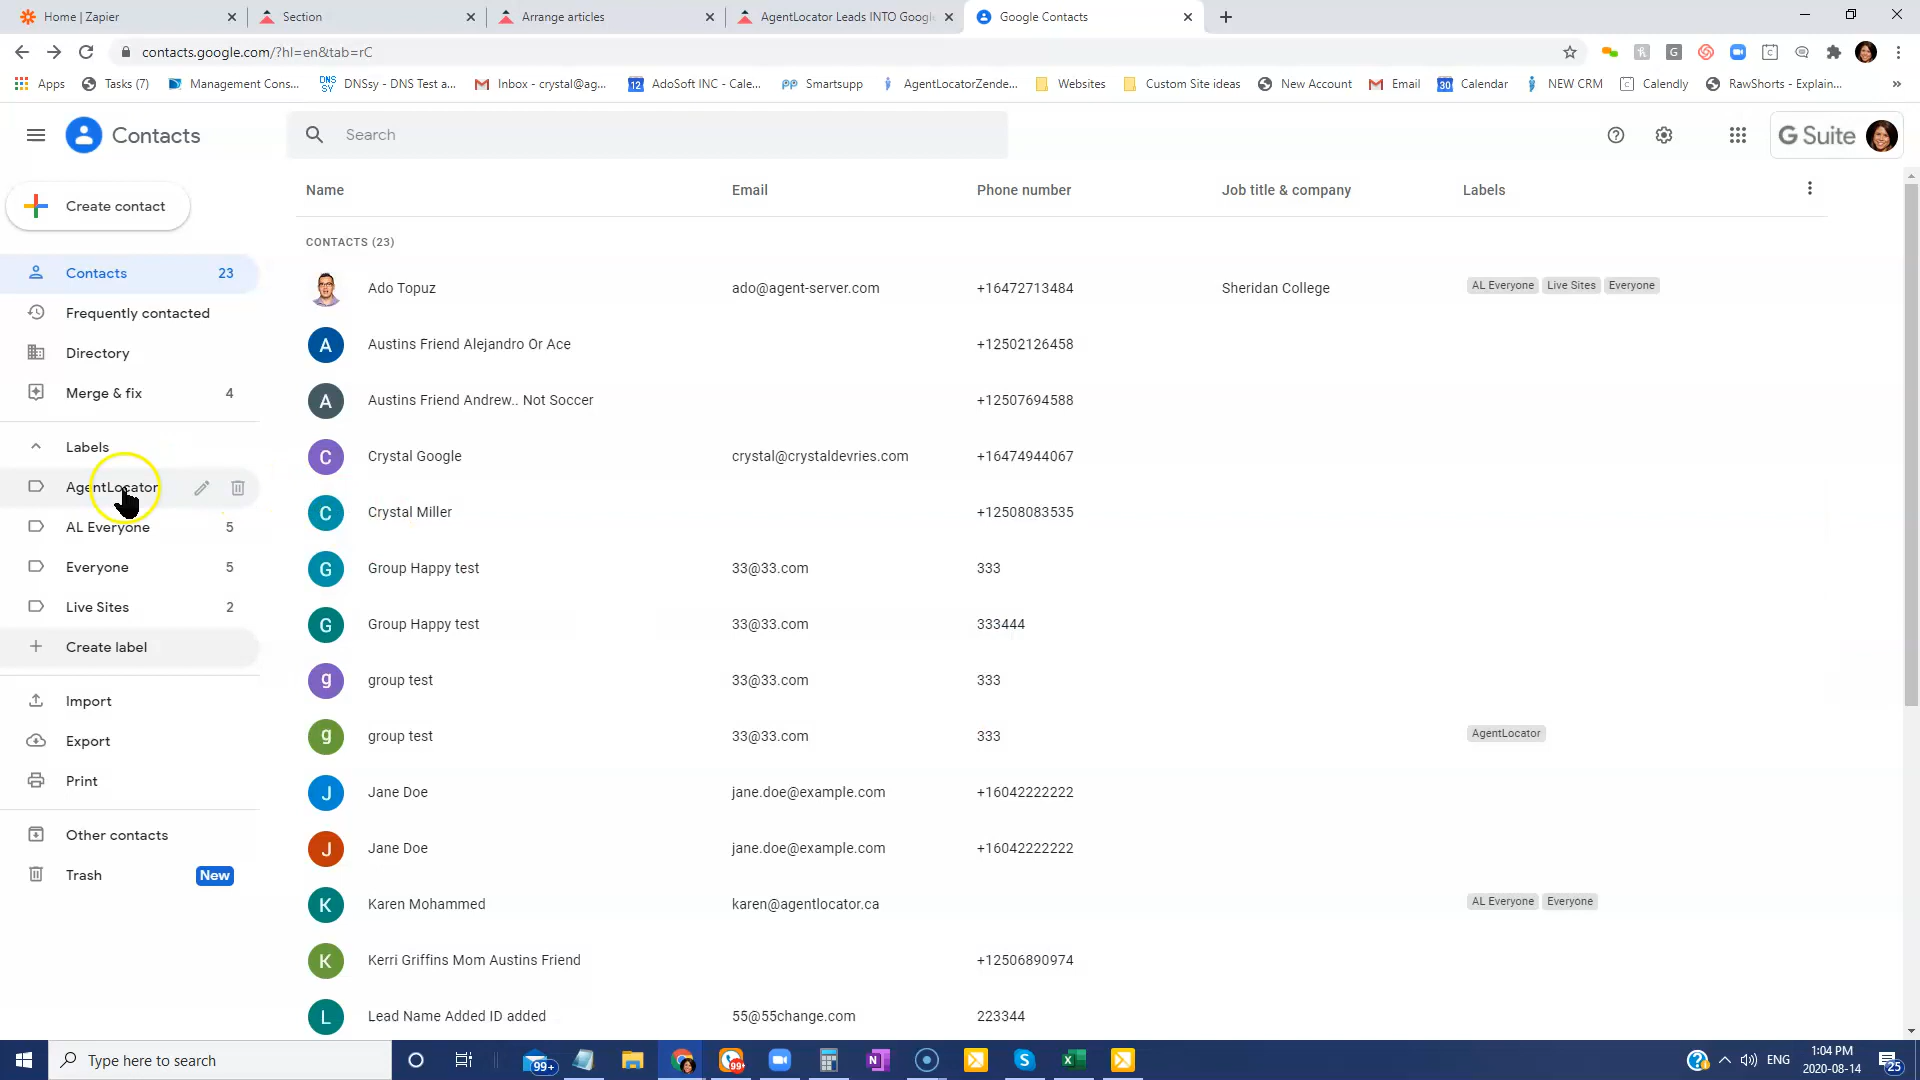 Home | Zapier
Section
Arrange articles
AgentLocator Leads INTO Google
Google Contacts
contacts.google.com/?hl=en&tab=rC
Apps
Tasks (7)
Management Cons...
DNS SY
DNSsy - DNS Test a...
Inbox - crystal@ag...
12
AdoSoft INC - Cale...
PP
Smartsupp
AgentLocatorZende...
Websites
Custom Site ideas
New Account
Email
30
Calendar
NEW CRM
Calendly
RawShorts - Explain...
»
Contacts
Search
G Suite
Create contact
Contacts 23
Frequently contacted
Directory
Merge & fix 4
Labels
AgentLocator
AL Everyone 5
Everyone 5
Live Sites 2
Create label
Import
Export
Print
Other contacts
Trash New
Name Email Phone number Job title & company Labels
CONTACTS (23)
Ado Topuz ado@agent-server.com +16472713484 Sheridan College AL Everyone Live Sites Everyone
A Austins Friend Alejandro Or Ace +12502126458
A Austins Friend Andrew.. Not Soccer +12507694588
C Crystal Google crystal@crystaldevries.com +16474944067
C Crystal Miller +12508083535
G Group Happy test 33@33.com 333
G Group Happy test 33@33.com 333444
g group test 33@33.com 333
g group test 33@33.com 333 AgentLocator
J Jane Doe jane.doe@example.com +16042222222
J Jane Doe jane.doe@example.com +16042222222
K Karen Mohammed karen@agentlocator.ca AL Everyone Everyone
K Kerri Griffins Mom Austins Friend +12506890974
L Lead Name Added ID added 55@55change.com 223344
Type here to search
99+
99+
ENG
1:04 PM
2020-08-14
25